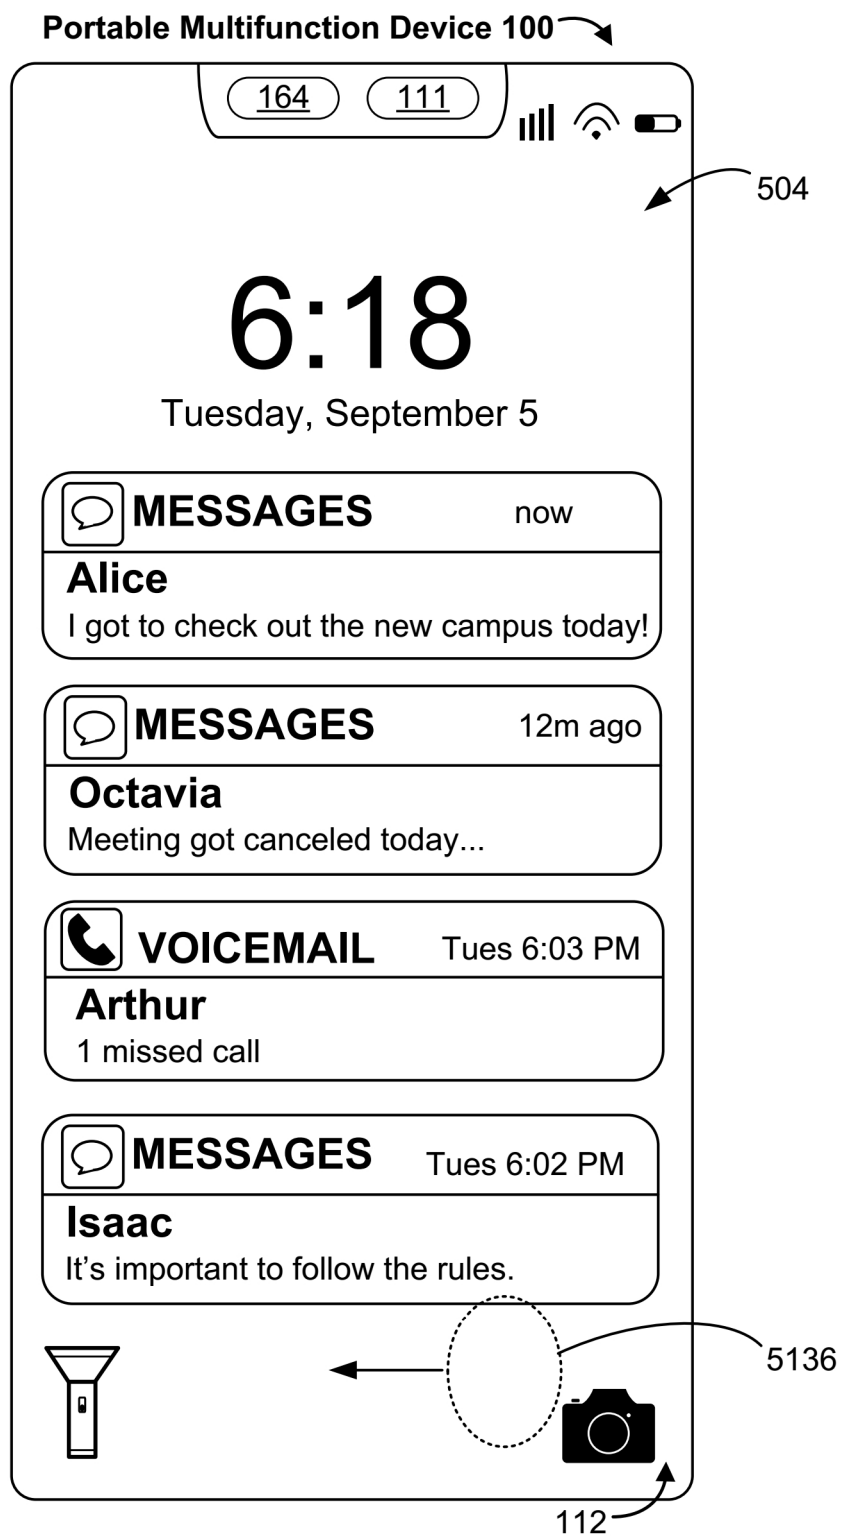 Portable Multifunction Device 100
164 111
504
6:18
Tuesday, September 5
MESSAGES now
Alice
I got to check out the new campus today!
MESSAGES 12m ago
Octavia
Meeting got canceled today...
VOICEMAIL Tues 6:03 PM
Arthur
1 missed call
MESSAGES Tues 6:02 PM
Isaac
It’s important to follow the rules.
5136
112